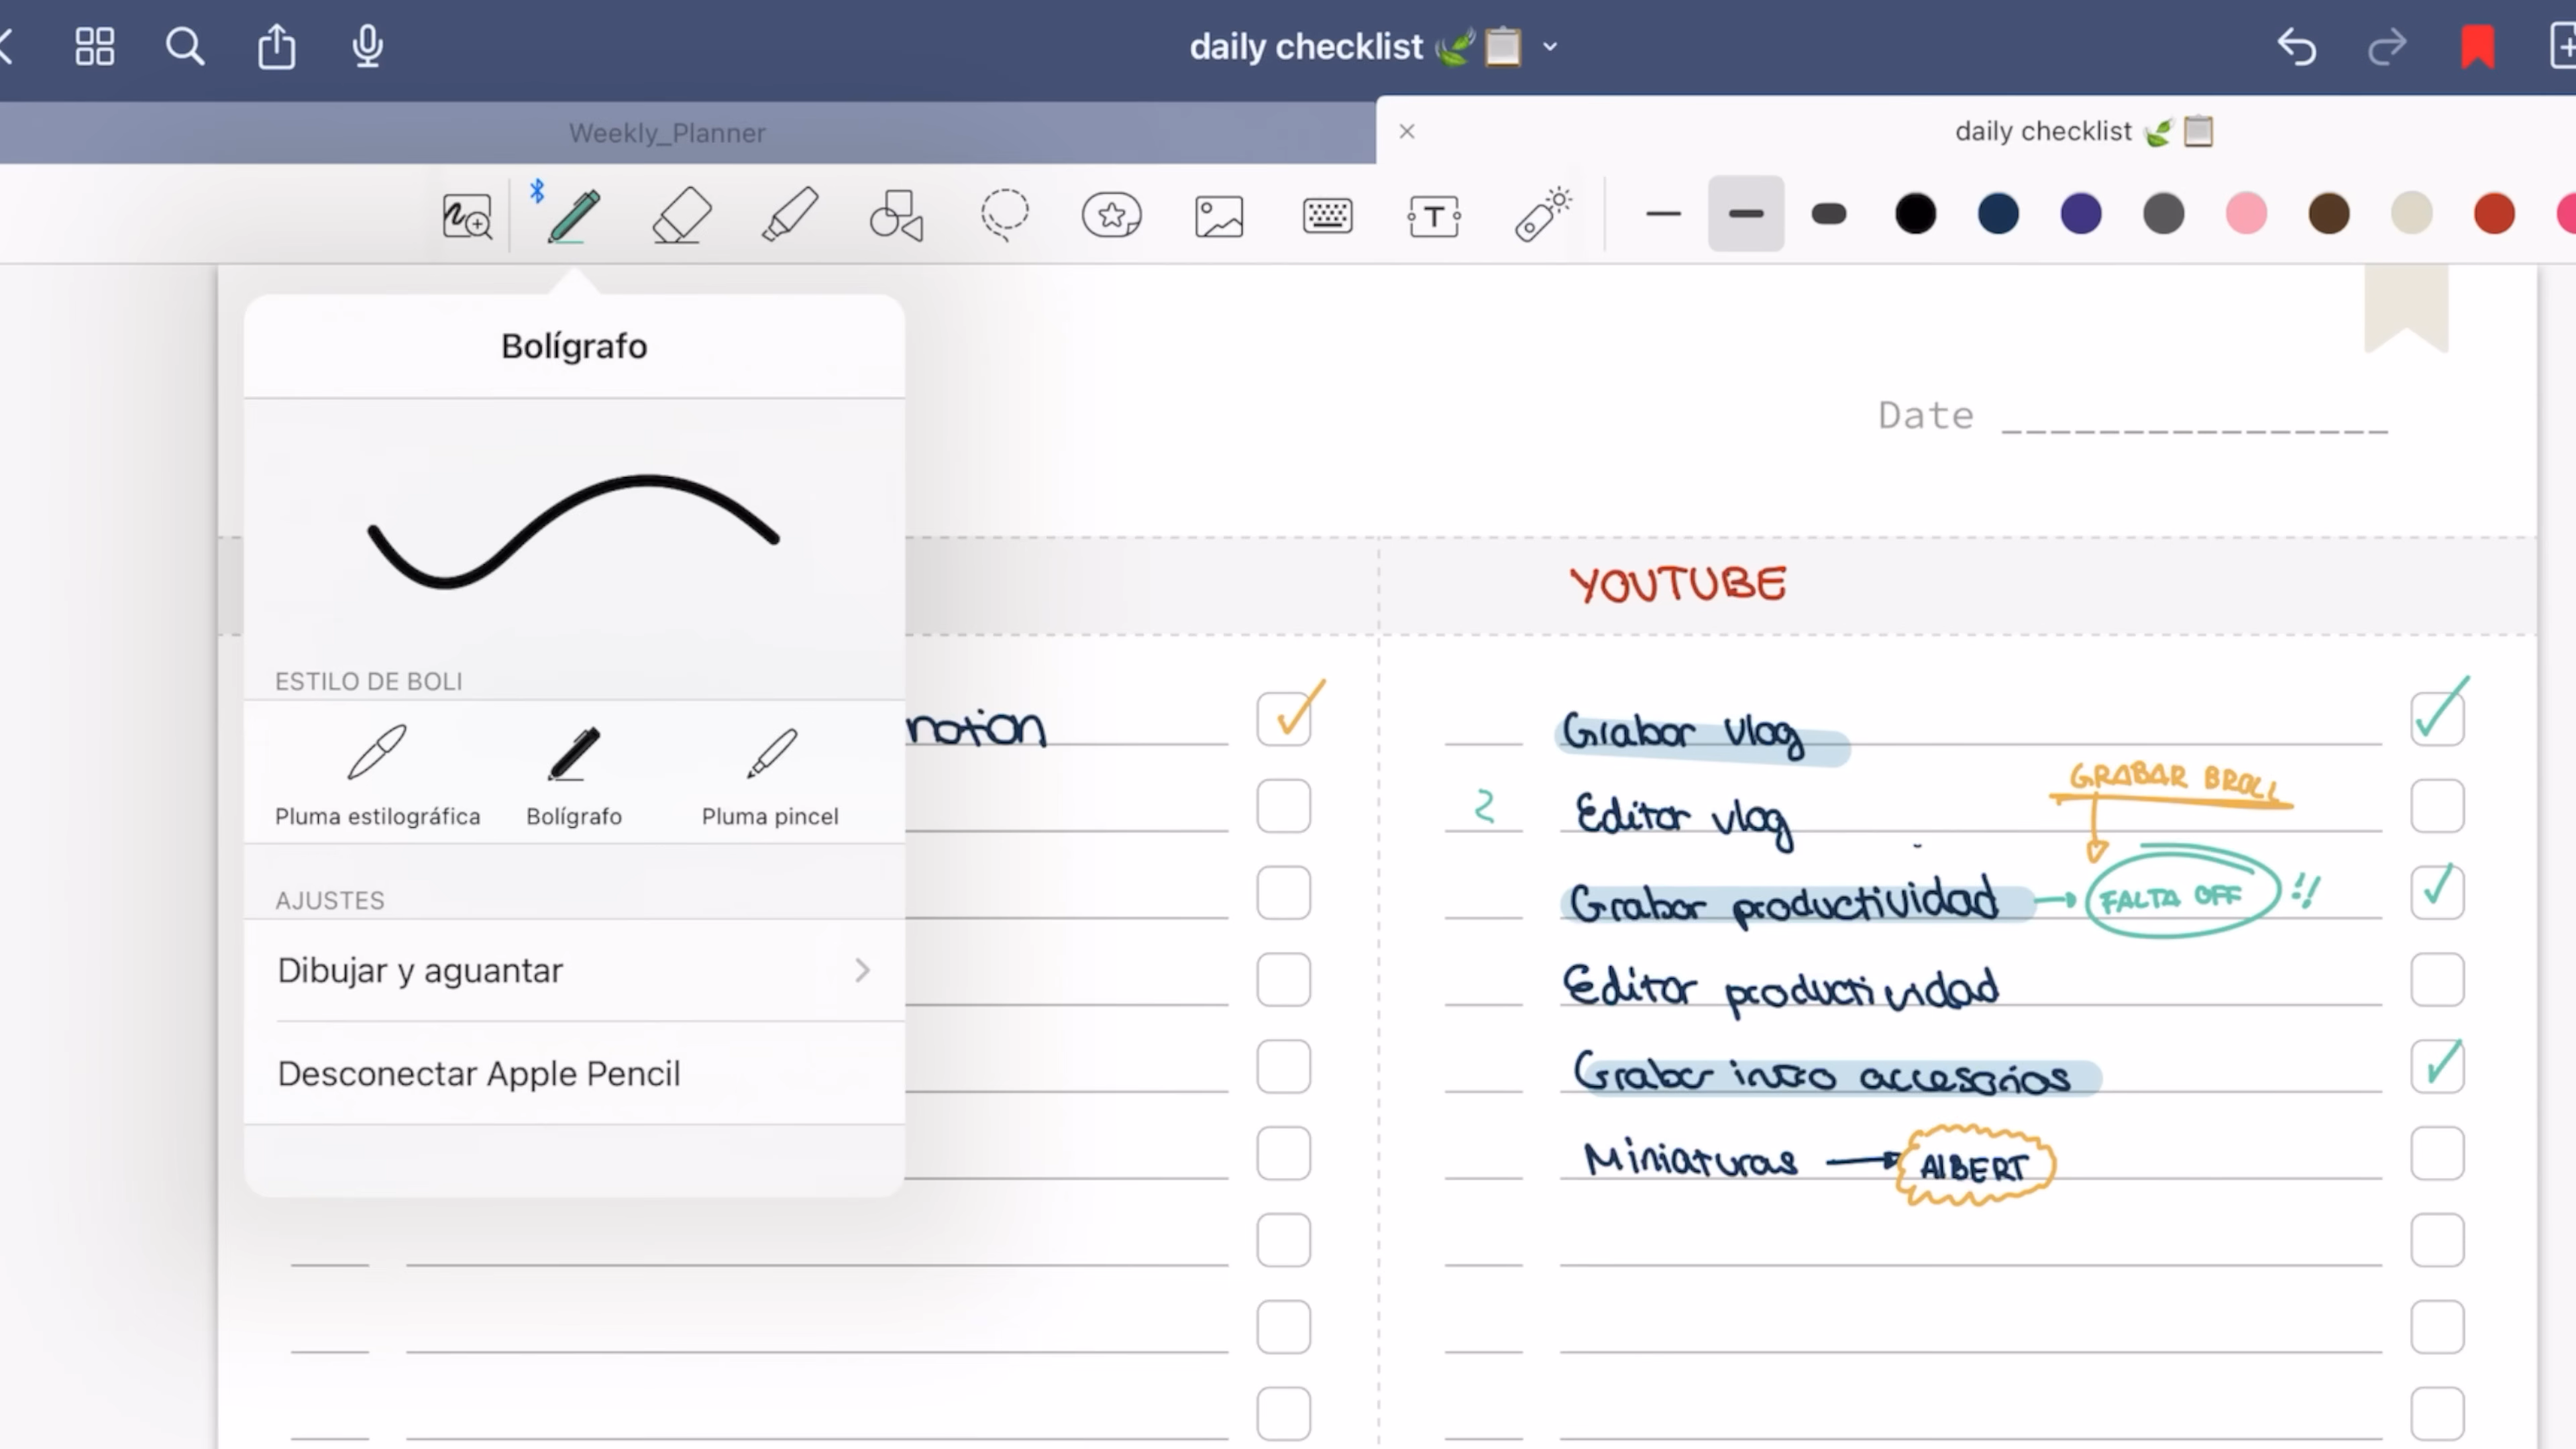 daily checklist 🌿📋
Weekly_Planner
daily checklist 🌿📋
Bolígrafo
ESTILO DE BOLI
Pluma estilográfica
Bolígrafo
Pluma pincel
AJUSTES
Dibujar y aguantar
Desconectar Apple Pencil
Date
notion
YOUTUBE
Grabar vlog
GRABAR BROLL
2 Editar vlog
Grabar productividad → FALTA OFF !!
Editar productividad
Grabar intro accesorios
Miniaturas → AlBERT